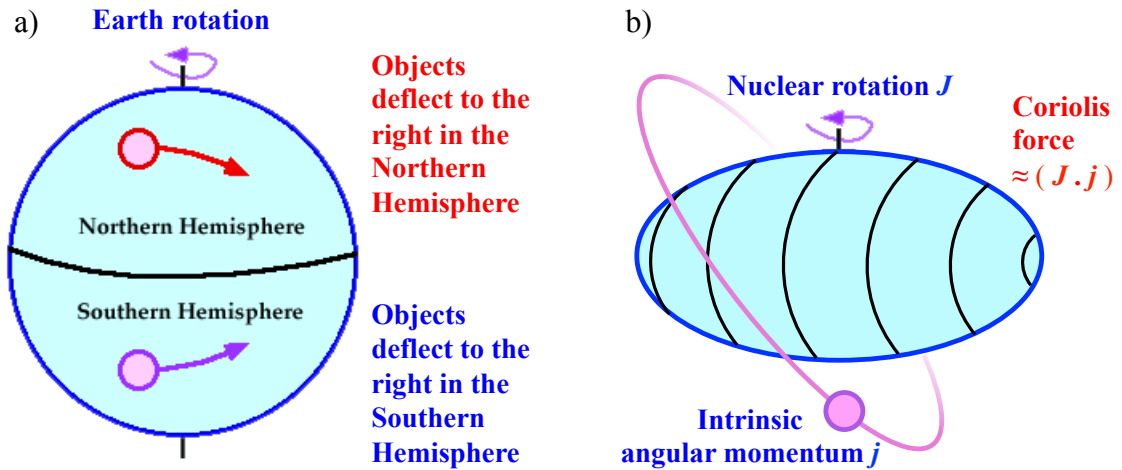 a)
Earth rotation
Objects
deflect to the
right in the
Northern
Hemisphere
Northern Hemisphere
Southern Hemisphere
Objects
deflect to the
right in the
Southern
Hemisphere
b)
Nuclear rotation J
Coriolis
force
≈ ( J . j )
Intrinsic
angular momentum j